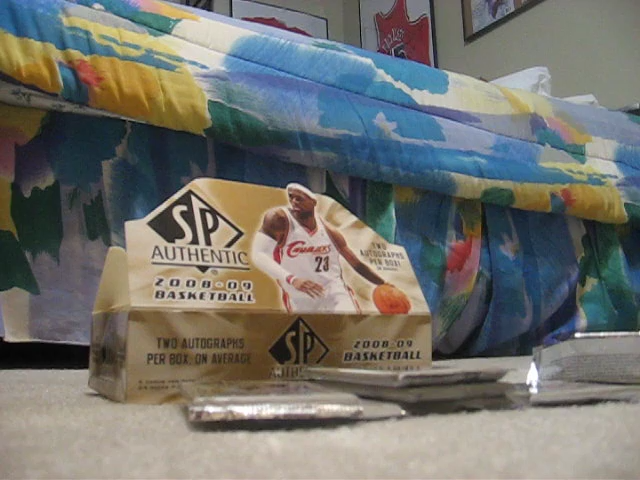 SP
AUTHENTIC
2008-09
BASKETBALL
CAVALIERS
23
TWO
AUTOGRAPHS
PER BOX!
TWO AUTOGRAPHS
PER BOX, ON AVERAGE
SP
2008-09
BASKETBALL